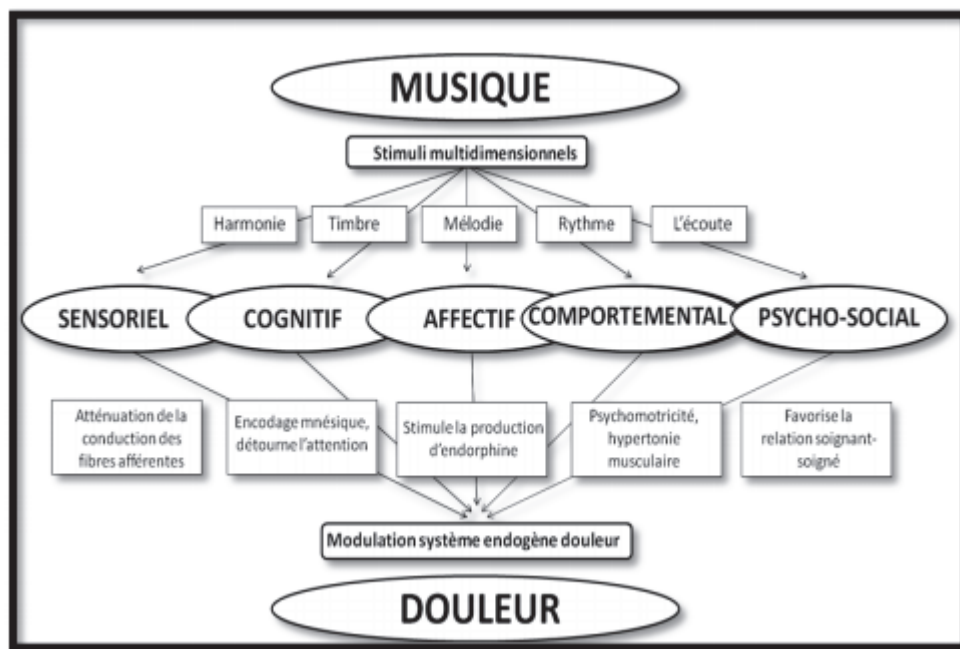 MUSIQUE
Stimuli multidimensionnels
Harmonie
Timbre
Mélodie
Rythme
L'écoute
SENSORIEL
COGNITIF
AFFECTIF
COMPORTEMENTAL
PSYCHO-SOCIAL
Atténuation de la
conduction des
fibres afférentes
Encodage mnésique,
détourne l'attention
Stimule la production
d'endorphine
Psychomotricité,
hypertonie
musculaire
Favorise la
relation soignant-
soigné
Modulation système endogène douleur
DOULEUR